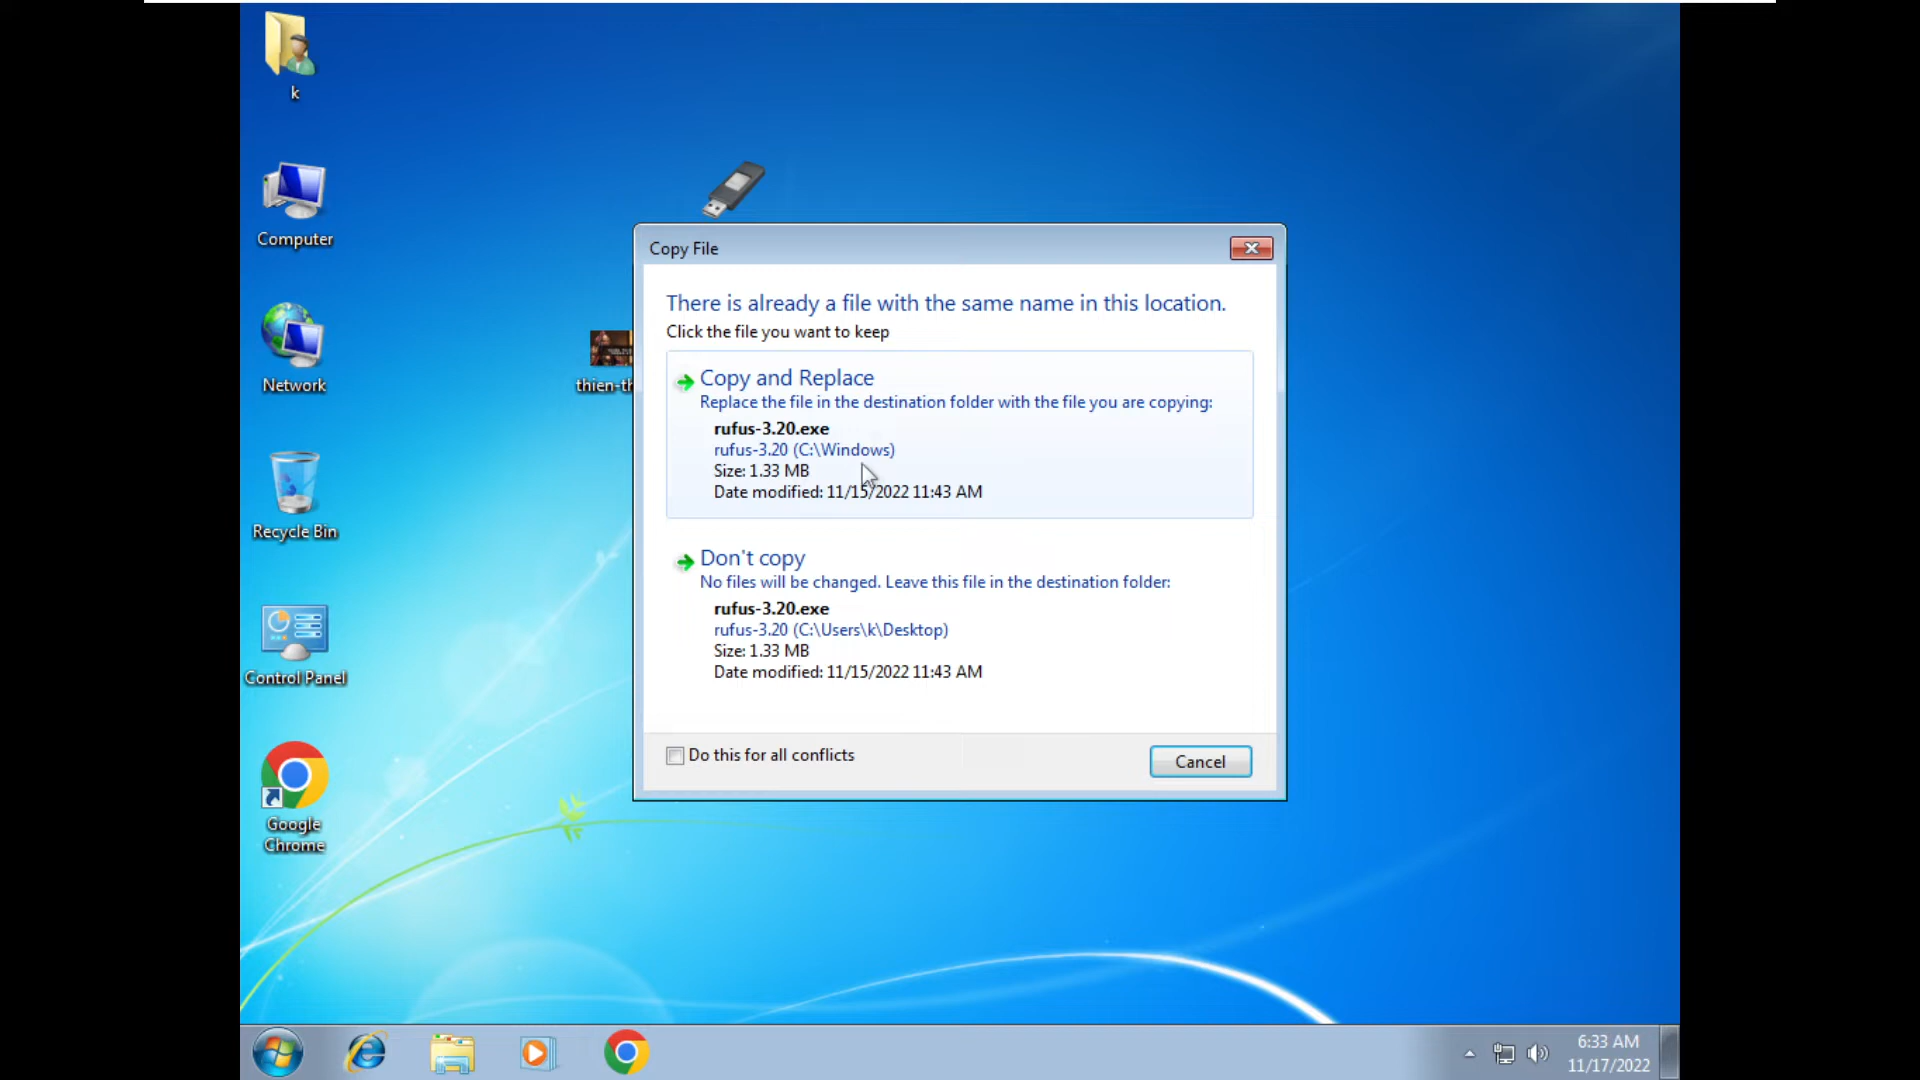 k
Computer
Network
Recycle Bin
Control Panel
Google
Chrome
thien-th
Copy File
There is already a file with the same name in this location.
Click the file you want to keep
Copy and Replace
Replace the file in the destination folder with the file you are copying:
rufus-3.20.exe
rufus-3.20 (C:\Windows)
Size: 1.33 MB
Date modified: 11/15/2022 11:43 AM
Don't copy
No files will be changed. Leave this file in the destination folder:
rufus-3.20.exe
rufus-3.20 (C:\Users\k\Desktop)
Size: 1.33 MB
Date modified: 11/15/2022 11:43 AM
Do this for all conflicts
Cancel
6:33 AM
11/17/2022